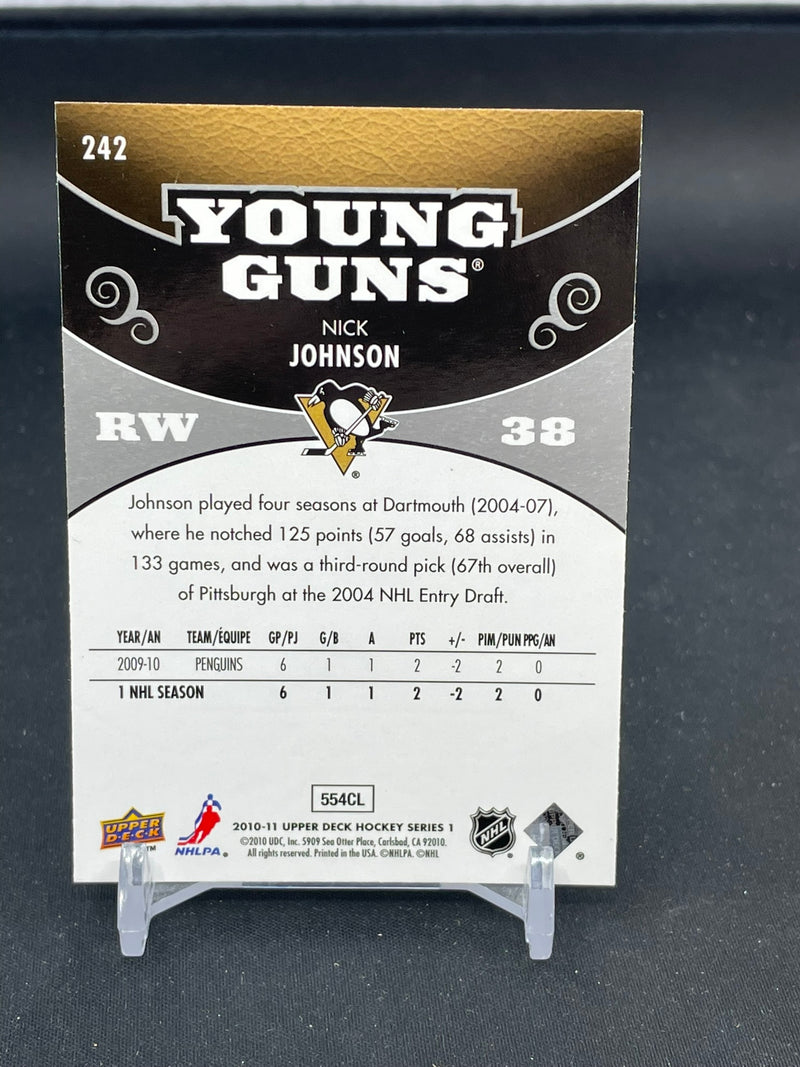 242
YOUNG
GUNS®
NICK
JOHNSON
RW 38
®
Johnson played four seasons at Dartmouth (2004-07),
where he notched 125 points (57 goals, 68 assists) in
133 games, and was a third-round pick (67th overall)
of Pittsburgh at the 2004 NHL Entry Draft.
YEAR/AN TEAM/ÉQUIPE GP/PJ G/B A PTS +/- PIM/PUN PPG/AN
2009-10 PENGUINS 6 1 1 2 -2 2 0
1 NHL SEASON 6 1 1 2 -2 2 0
554CL
UPPER
D·E·C·K
TM
NHLPA®
2010-11 UPPER DECK HOCKEY SERIES 1
©2010 UDC, Inc. 5909 Sea Otter Place, Carlsbad, CA 92010.
All rights reserved. Printed in the USA. ©NHLPA. ©NHL
NHL
®
®